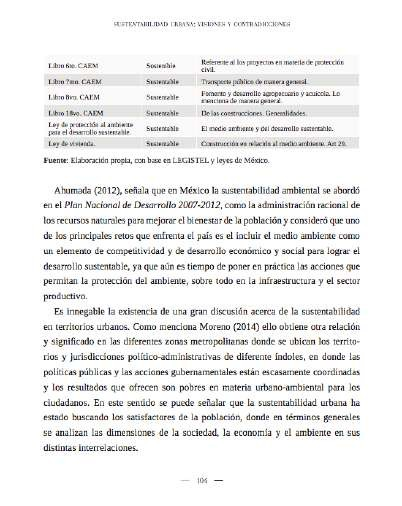 SUSTENTABILIDAD URBANA: VISIONES Y CONTRADICCIONES
Libro 6to. CAEM Sostenible Referente al los proyectos en materia de protección
civil.
Libro 7mo. CAEM Sustentable Transporte público de manera general.
Libro 8vo. CAEM Sustentable Fomento y desarrollo agropecuario y acuícola. Lo
menciona de manera general.
Libro 18vo. CAEM Sustentable De las construcciones. Generalidades.
Ley de protección al ambiente
para el desarrollo sustentable. Sustentable El medio ambiente y del desarrollo sustentable.
Ley de vivienda. Sustentable Construcción en relación al medio ambiente. Art 29.
Fuente: Elaboración propia, con base en LEGISTEL y leyes de México.
Ahumada (2012), señala que en México la sustentabilidad ambiental se abordó
en el Plan Nacional de Desarrollo 2007-2012, como la administración racional de
los recursos naturales para mejorar el bienestar de la población y consideró que uno
de los principales retos que enfrenta el país es el incluir el medio ambiente como
un elemento de competitividad y de desarrollo económico y social para lograr el
desarrollo sustentable, ya que aún es tiempo de poner en práctica las acciones que
permitan la protección del ambiente, sobre todo en la infraestructura y el sector
productivo.
Es innegable la existencia de una gran discusión acerca de la sustentabilidad
en territorios urbanos. Como menciona Moreno (2014) ello obtiene otra relación
y significado en las diferentes zonas metropolitanas donde se ubican los territo-
rios y jurisdicciones político-administrativas de diferente índoles, en donde las
políticas públicas y las acciones gubernamentales están escasamente coordinadas
y los resultados que ofrecen son pobres en materia urbano-ambiental para los
ciudadanos. En este sentido se puede señalar que la sustentabilidad urbana ha
estado buscando los satisfactores de la población, donde en términos generales
se analizan las dimensiones de la sociedad, la economía y el ambiente en sus
distintas interrelaciones.
— 104 —